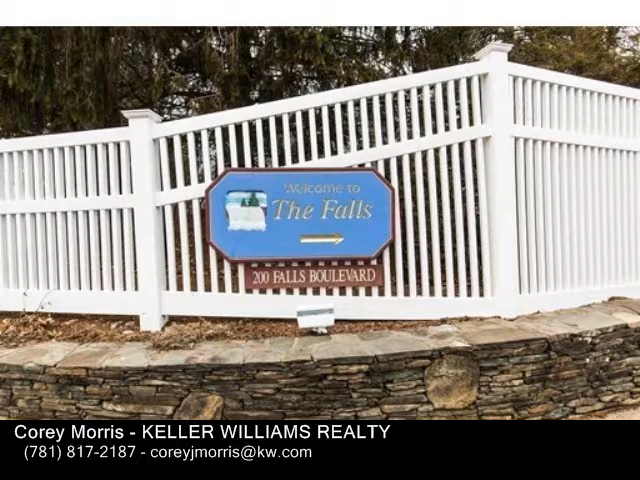 Welcome to
The Falls
200 FALLS BOULEVARD
Corey Morris - KELLER WILLIAMS REALTY
(781) 817-2187 - coreyjmorris@kw.com